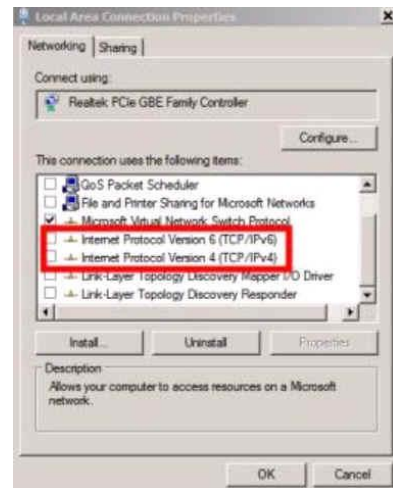 Local Area Connection Properties
Networking
Sharing
Connect using:
Realtek PCIe GBE Family Controller
Configure...
This connection uses the following items:
QoS Packet Scheduler
File and Printer Sharing for Microsoft Networks
Microsoft Virtual Network Switch Protocol
Internet Protocol Version 6 (TCP/IPv6)
Internet Protocol Version 4 (TCP/IPv4)
Link-Layer Topology Discovery Mapper I/O Driver
Link-Layer Topology Discovery Responder
Install...
Uninstall
Properties
Description
Allows your computer to access resources on a Microsoft
network.
OK
Cancel